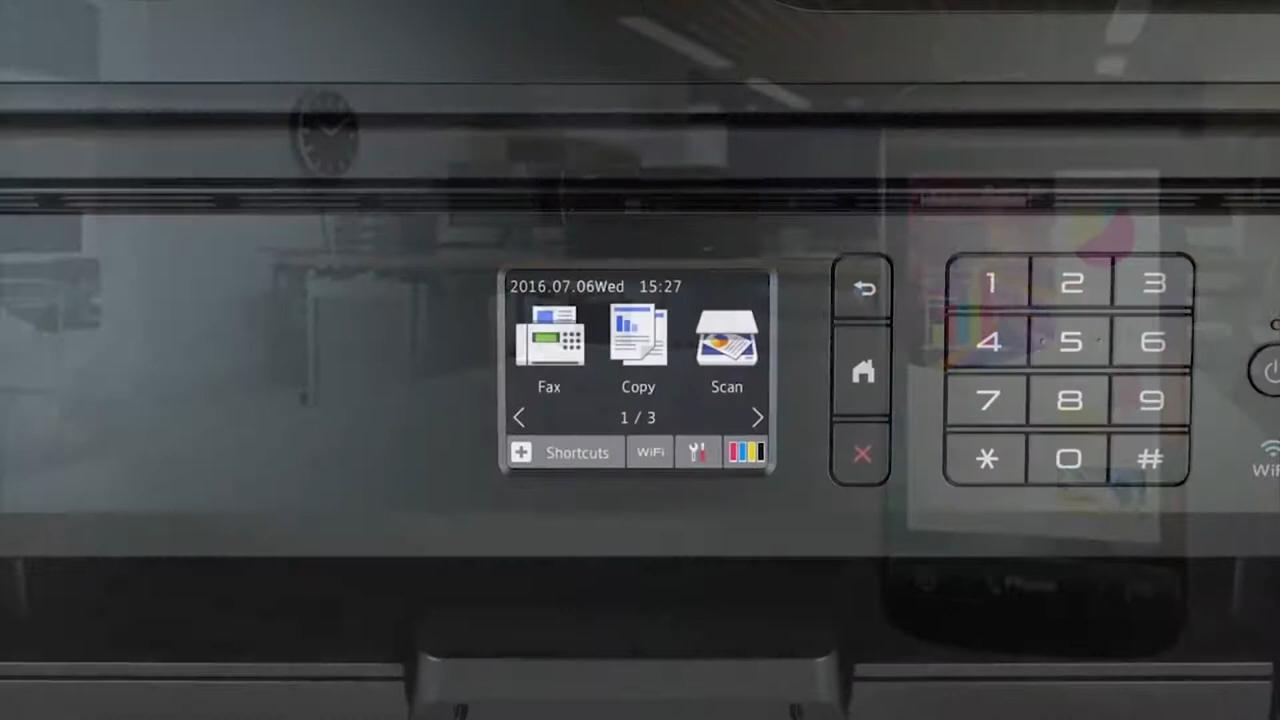 2016.07.06Wed 15:27
Fax Copy Scan
1 / 3
Shortcuts WiFi
1 2 3
4 5 6
7 8 9
* 0 #
WiF